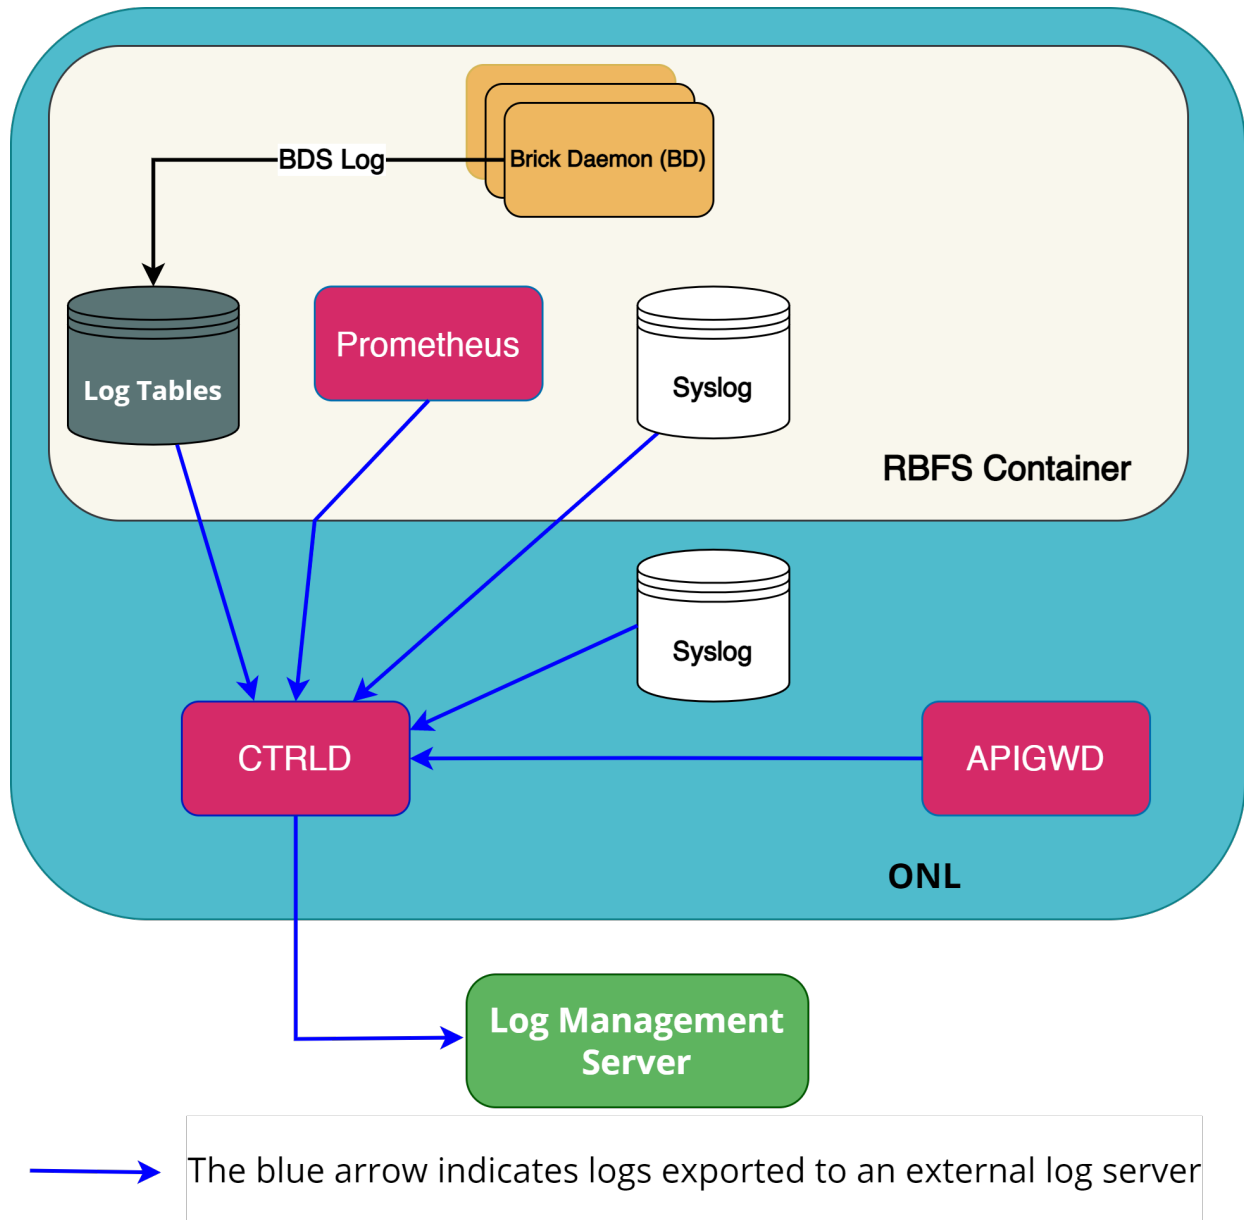 BDS Log
Brick Daemon (BD)
Log Tables
Prometheus
Syslog
RBFS Container
Syslog
CTRLD
APIGWD
ONL
Log Management
Server
The blue arrow indicates logs exported to an external log server